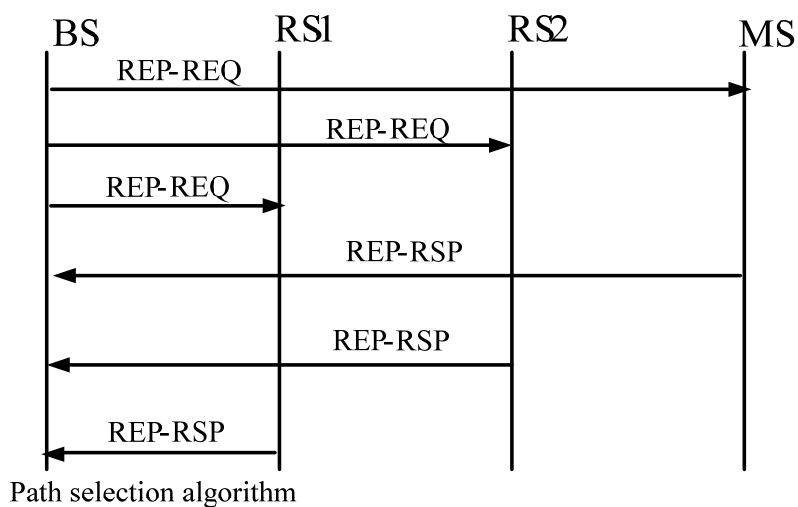 BS RS1 RS2 MS
REP-REQ
REP-REQ
REP-REQ
REP-RSP
REP-RSP
REP-RSP
Path selection algorithm